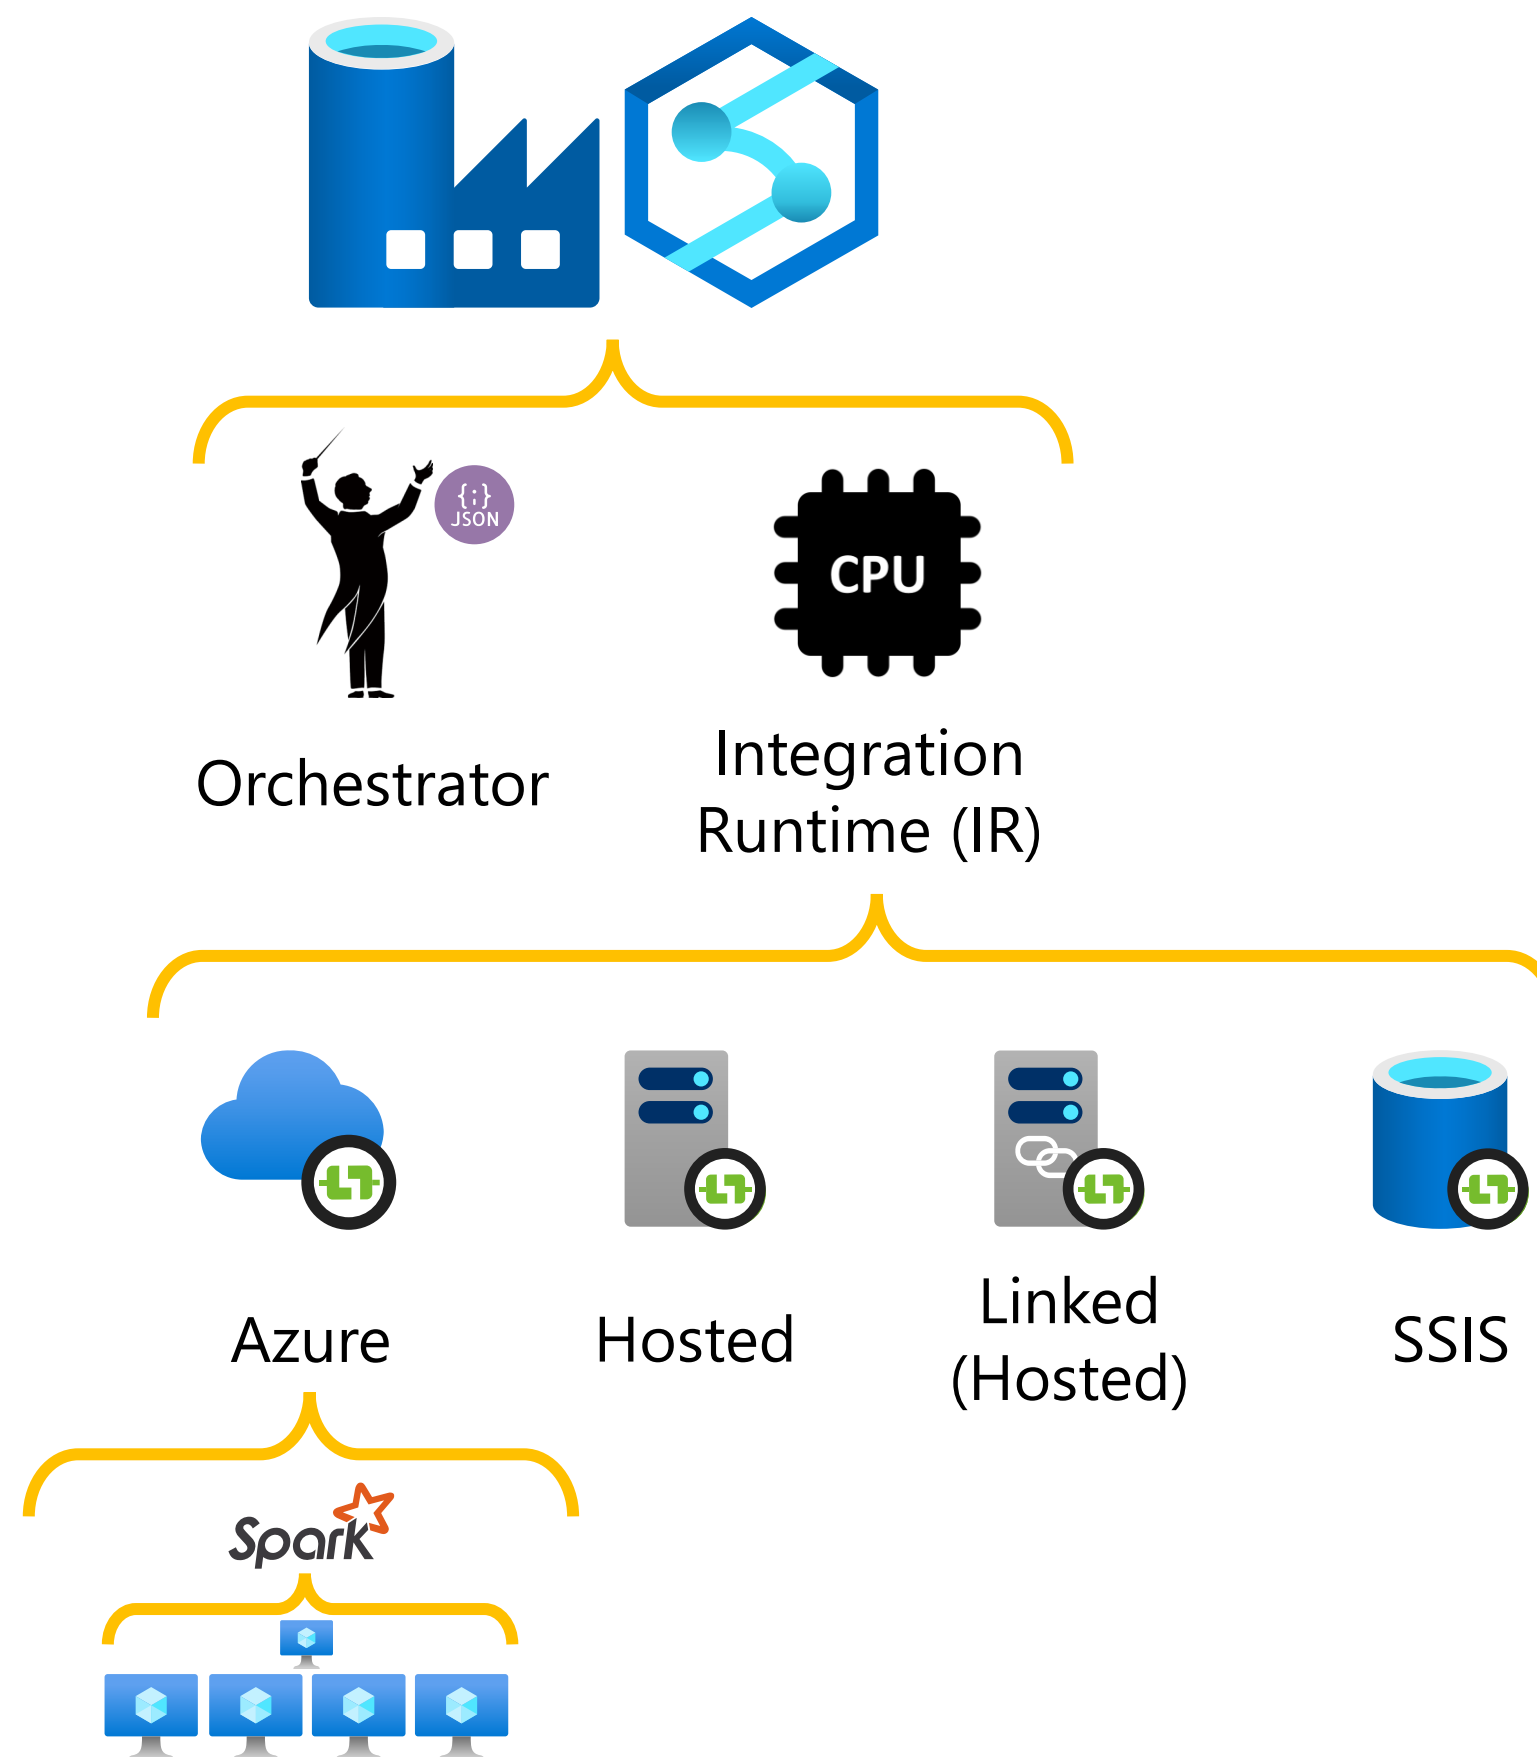 {;}
JSON
CPU
Orchestrator
Integration
Runtime (IR)
Azure
Hosted
Linked
(Hosted)
SSIS
Spark